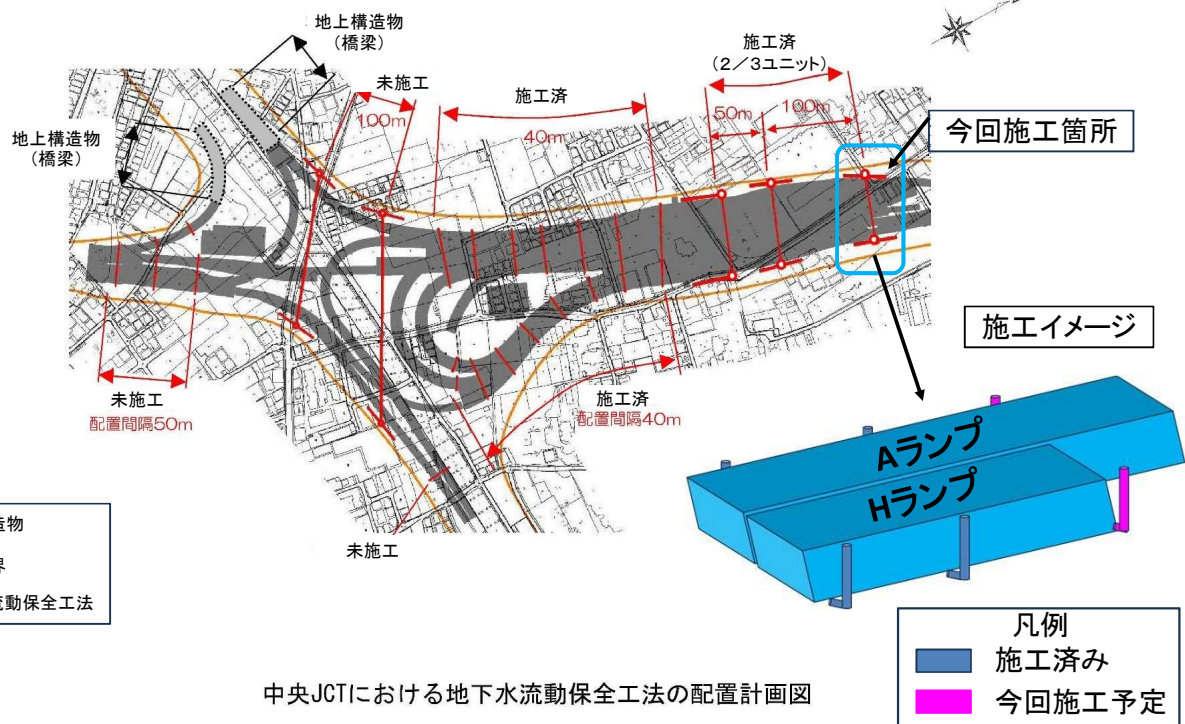 地上構造物
（橋梁）
未施工
100m
施工済
40m
施工済
（2／3ユニット）
50m
100m
今回施工箇所
地上構造物
（橋梁）
施工イメージ
未施工
配置間隔50m
施工済
配置間隔40m
未施工
Aランプ
Hランプ
造物
界
流動保全工法
凡例
施工済み
今回施工予定
中央JCTにおける地下水流動保全工法の配置計画図